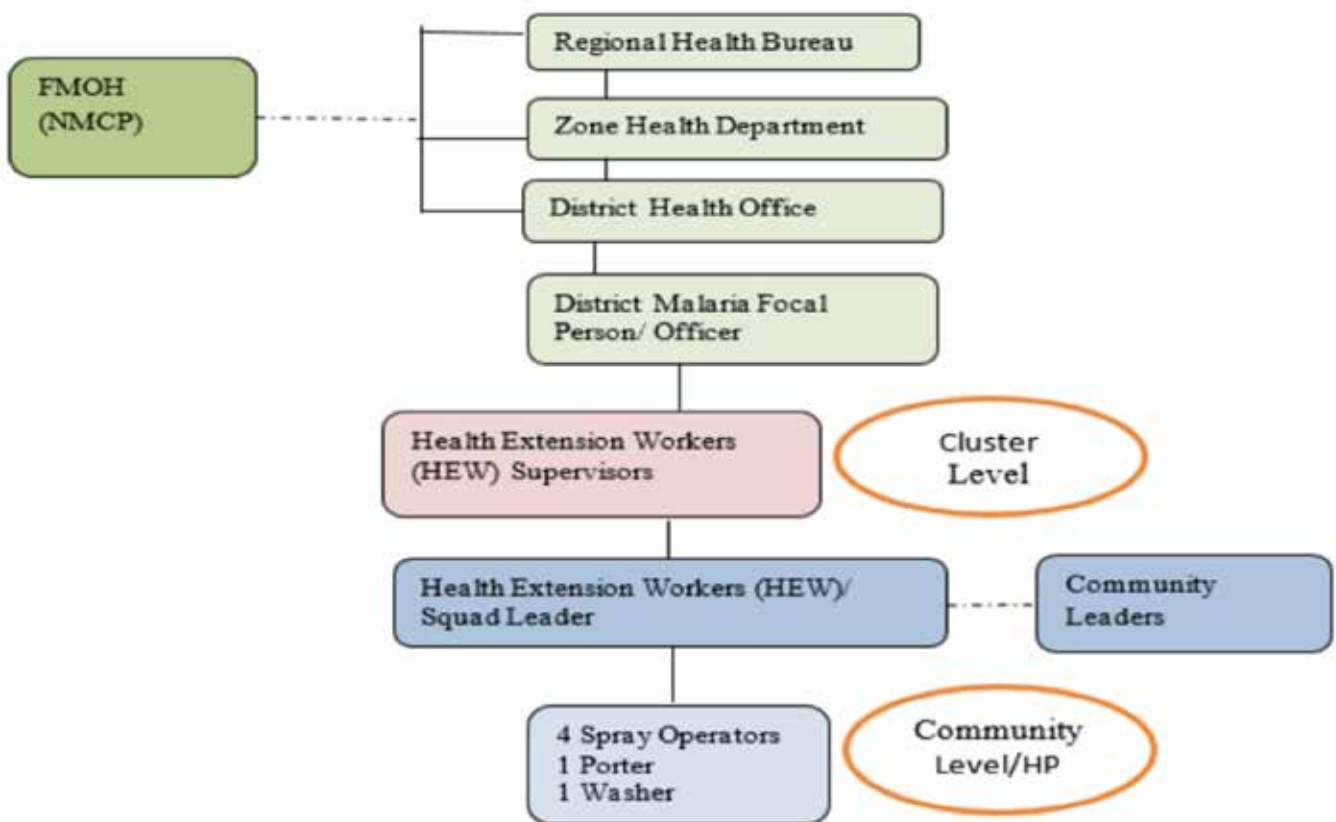 Regional Health Bureau
FMOH
(NMCP)
Zone Health Department
District Health Office
District Malaria Focal
Person/ Officer
Health Extension Workers
(HEW) Supervisors
Cluster
Level
Health Extension Workers (HEW)/
Squad Leader
Community
Leaders
4 Spray Operators
1 Porter
1 Washer
Community
Level/HP